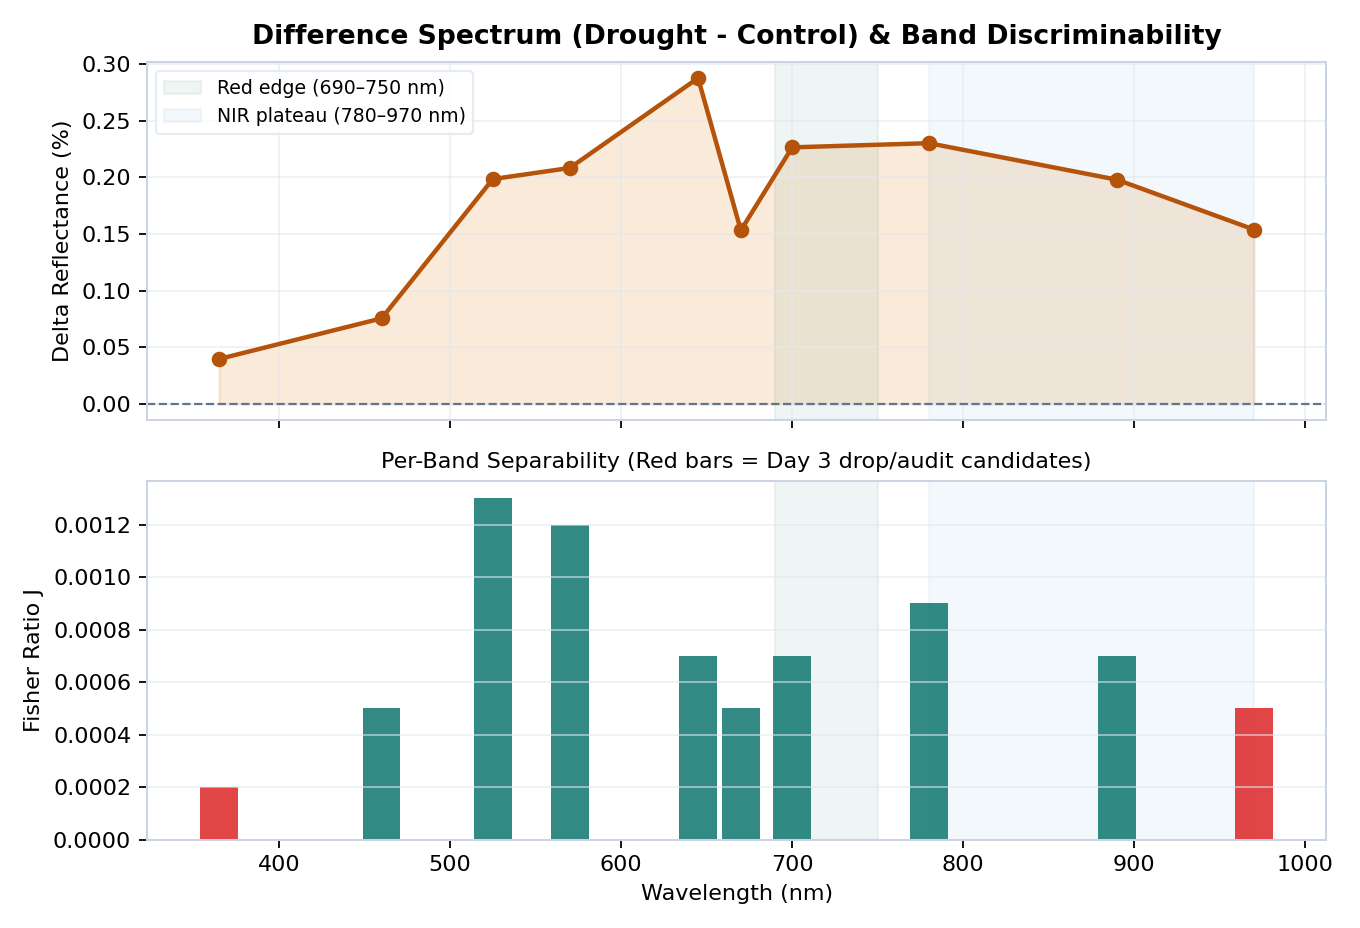 Difference Spectrum (Drought - Control) & Band Discriminability
0.30
0.25
0.20
0.15
0.10
0.05
0.00
Delta Reflectance (%)
Red edge (690–750 nm)
NIR plateau (780–970 nm)
Per-Band Separability (Red bars = Day 3 drop/audit candidates)
0.0012
0.0010
0.0008
0.0006
0.0004
0.0002
0.0000
Fisher Ratio J
400 500 600 700 800 900 1000
Wavelength (nm)